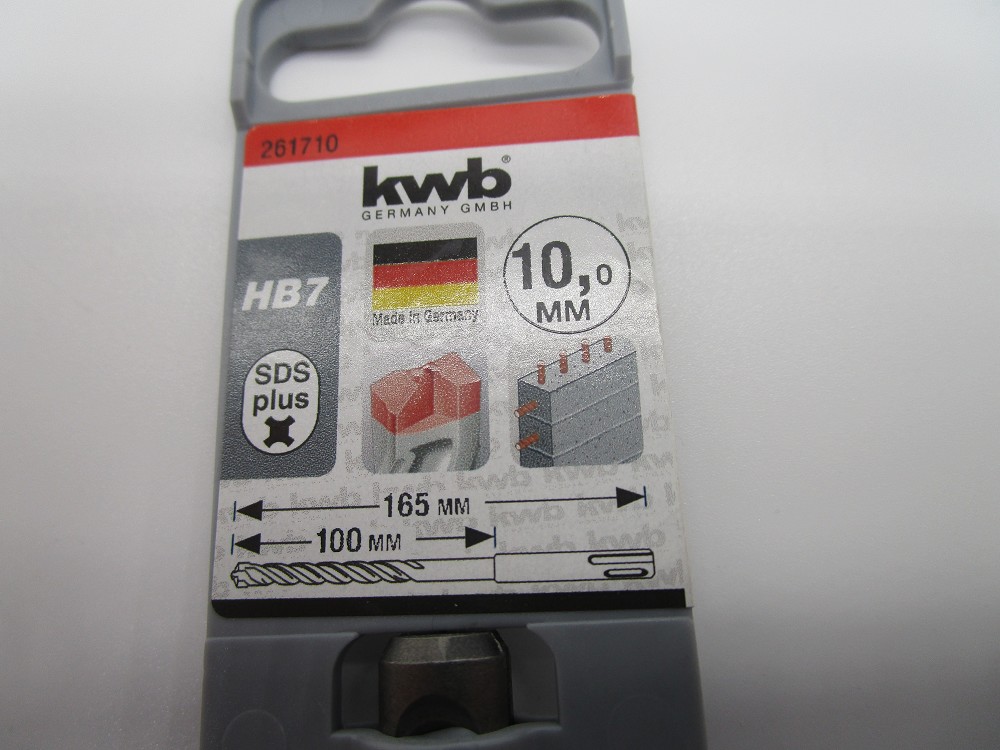 261710
kwb®
GERMANY GMBH
HB7
Made in Germany
10,0
MM
SDS
plus
165 MM
100 MM